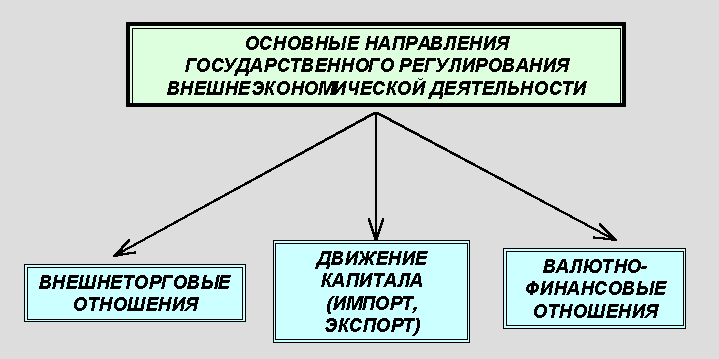 ОСНОВНЫЕ НАПРАВЛЕНИЯ
ГОСУДАРСТВЕННОГО РЕГУЛИРОВАНИЯ
ВНЕШНЕЭКОНОМИЧЕСКОЙ ДЕЯТЕЛЬНОСТИ
ВНЕШНЕТОРГОВЫЕ
ОТНОШЕНИЯ
ДВИЖЕНИЕ
КАПИТАЛА
(ИМПОРТ,
ЭКСПОРТ)
ВАЛЮТНО-
ФИНАНСОВЫЕ
ОТНОШЕНИЯ